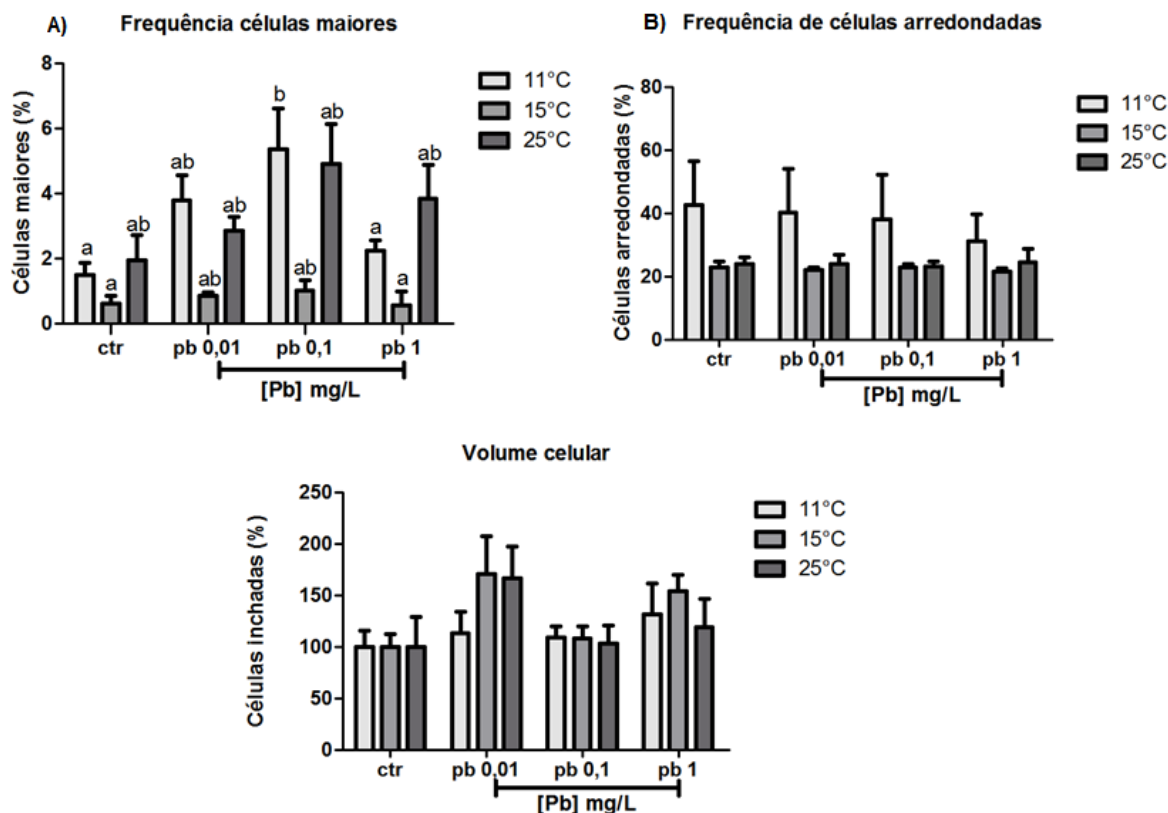 A) Frequência células maiores
Células maiores (%)
8
6
4
2
0
a
a
ab
ab
ab
ab
b
ab
ab
a
a
ab
11°C
15°C
25°C
ctr
pb 0,01
pb 0,1
pb 1
[Pb] mg/L
B) Frequência de células arredondadas
Células arredondadas (%)
80
60
40
20
0
11°C
15°C
25°C
ctr
pb 0,01
pb 0,1
pb 1
[Pb] mg/L
Volume celular
Células inchadas (%)
250
200
150
100
50
0
11°C
15°C
25°C
ctr
pb 0,01
pb 0,1
pb 1
[Pb] mg/L